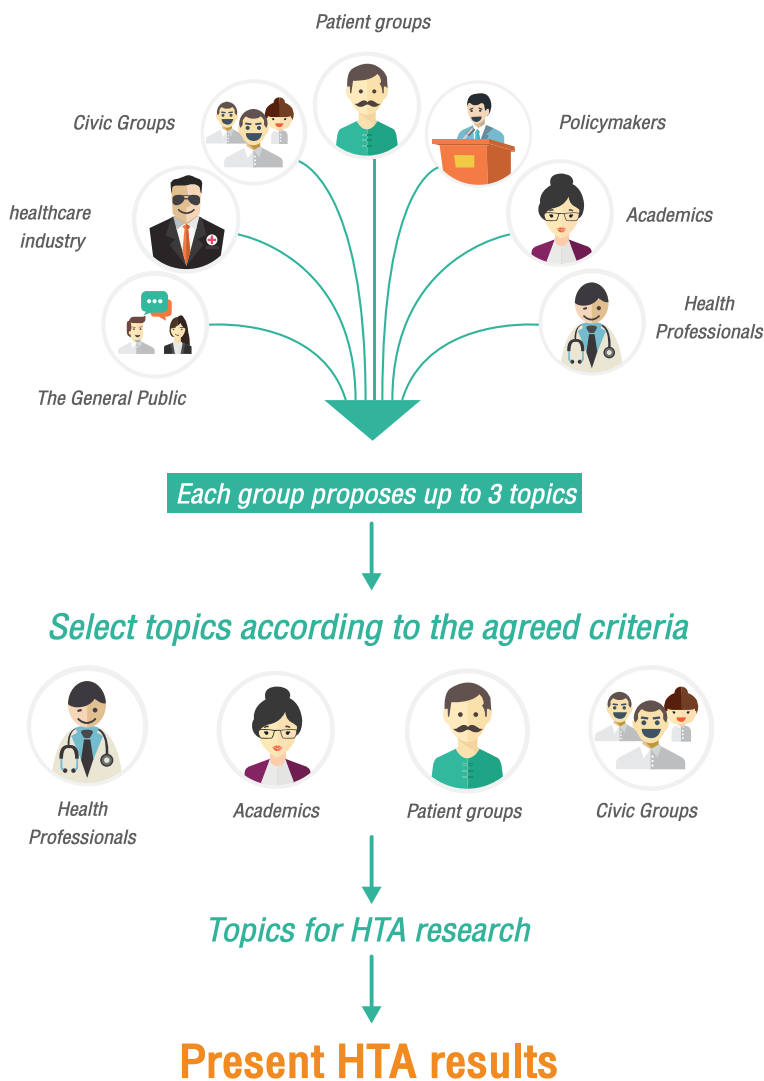 Patient groups
Civic Groups
Policymakers
healthcare
industry
Academics
Health
Professionals
The General Public
Each group proposes up to 3 topics
Select topics according to the agreed criteria
Health
Professionals
Academics
Patient groups
Civic Groups
Topics for HTA research
Present HTA results